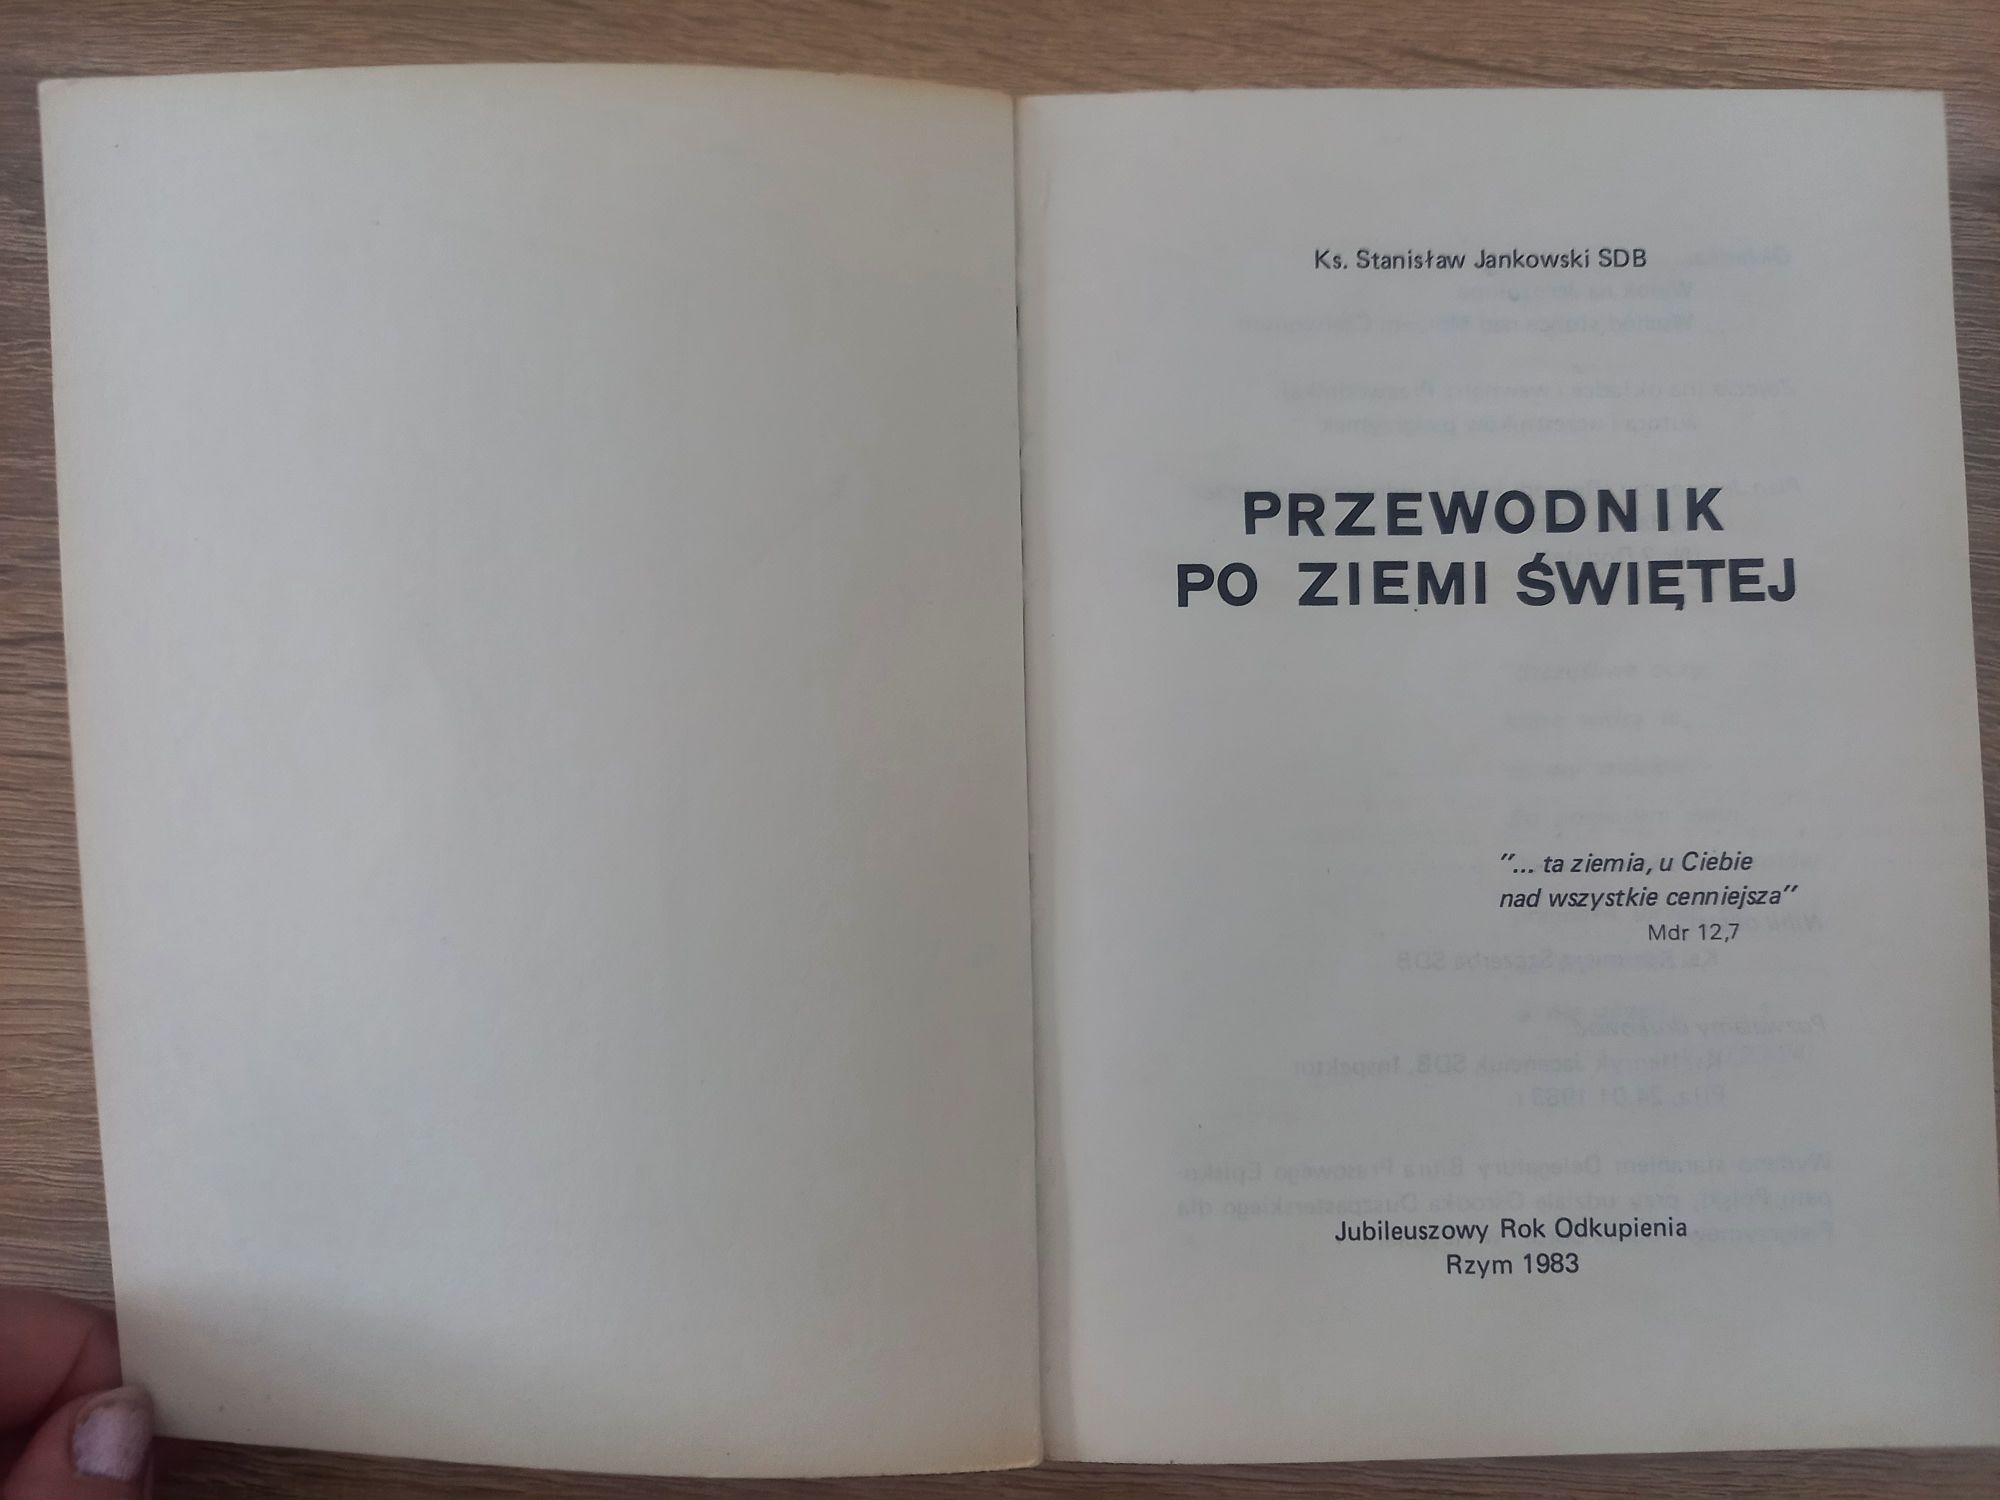 Ks. Stanisław Jankowski SDB
PRZEWODNIK
PO ZIEMI ŚWIĘTEJ
"... ta ziemia, u Ciebie
nad wszystkie cenniejsza"
Mdr 12,7
Jubileuszowy Rok Odkupienia
Rzym 1983